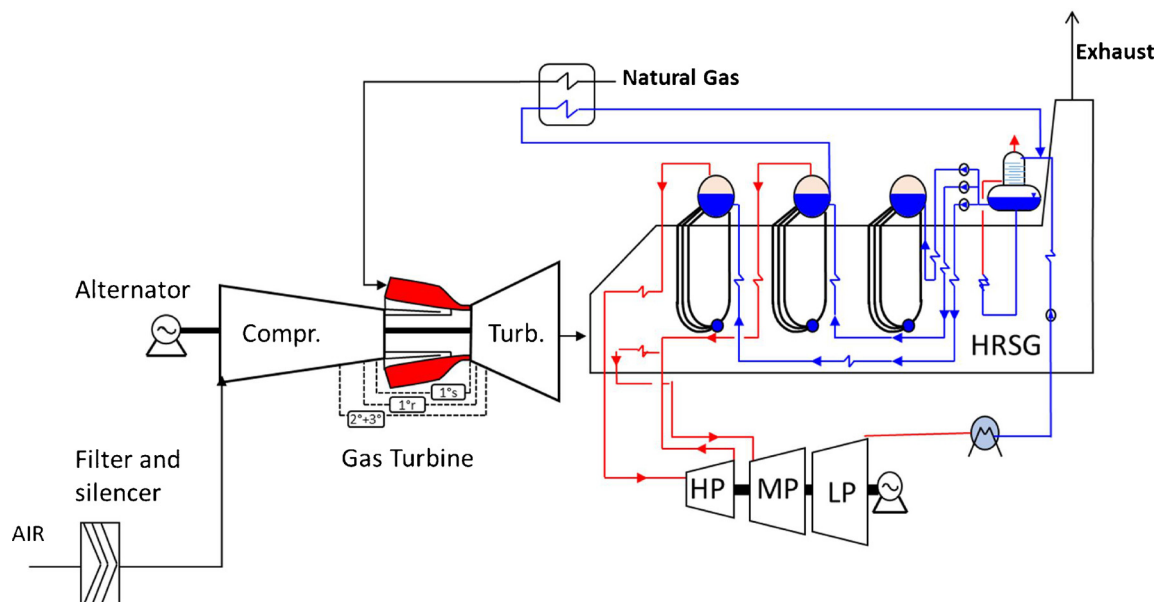 Exhaust
Natural Gas
Alternator
Compr.
Turb.
HRSG
1°s
1°r
2°+3°
Gas Turbine
Filter and
silencer
HP
MP
LP
AIR